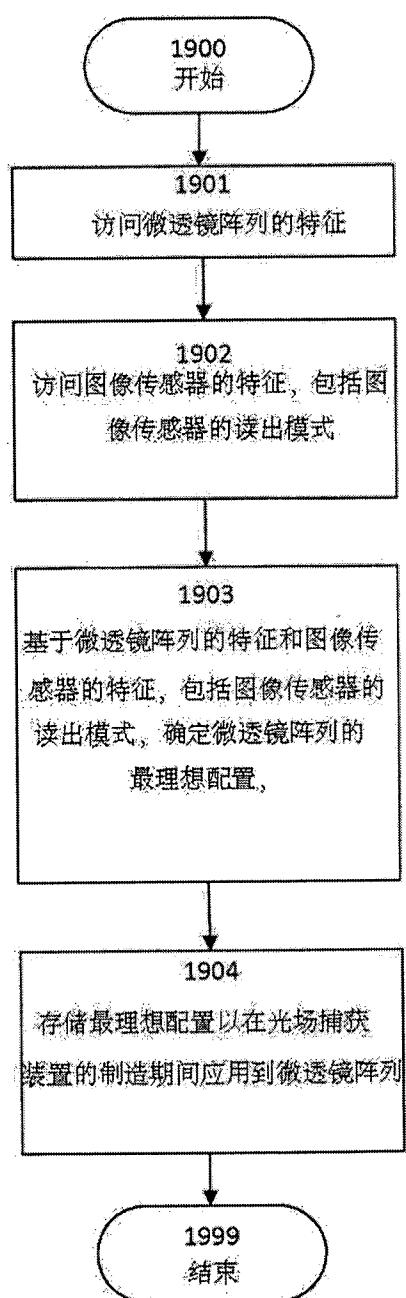 1900
开始
1901
访问微透镜阵列的特征
1902
访问图像传感器的特征，包括图
像传感器的读出模式
1903
基于微透镜阵列的特征和图像传
感器的特征，包括图像传感器的
读出模式，确定微透镜阵列的
最理想配置，
1904
存储最理想配置以在光场捕获
装置的制造期间应用到微透镜阵列
1999
结束